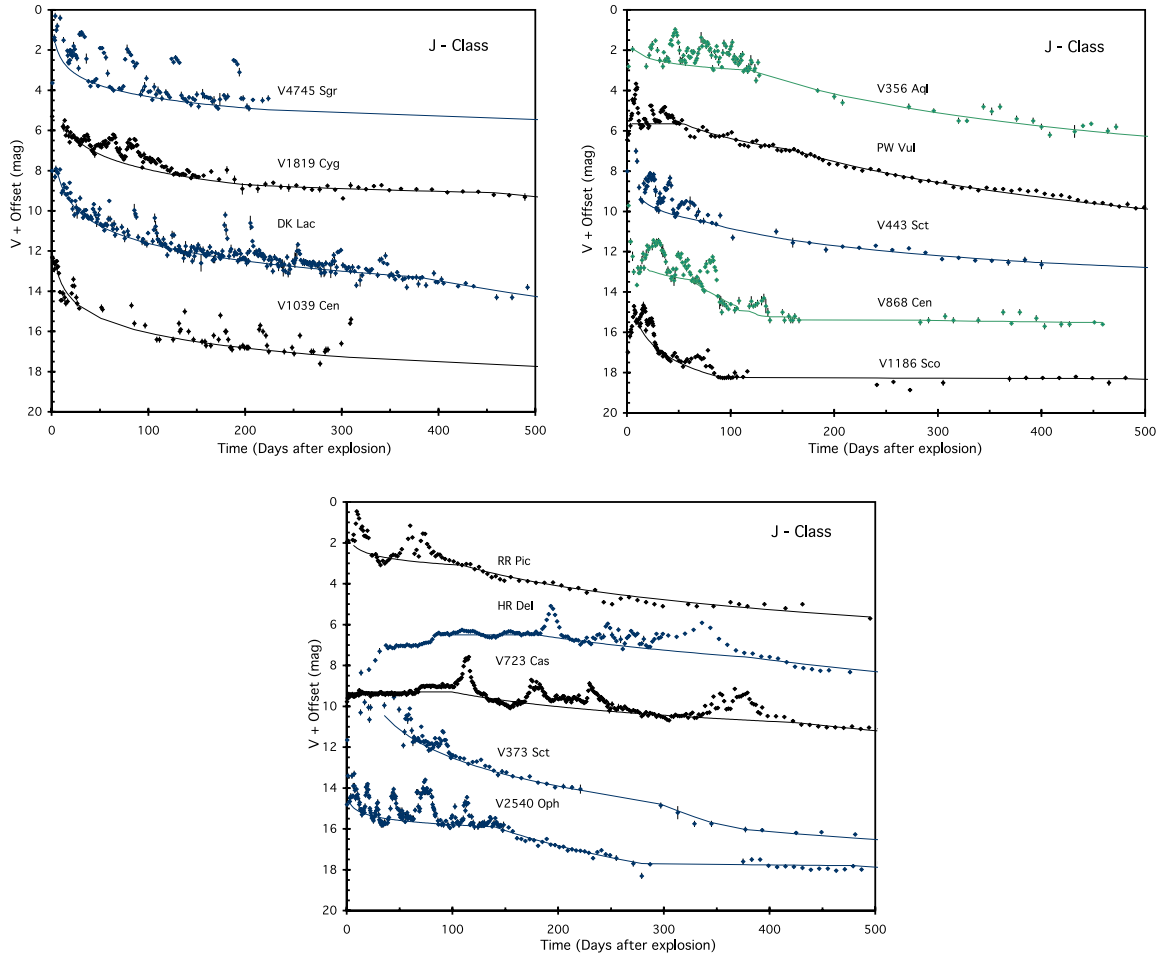 J - Class
V + Offset (mag)
0
2
4
6
8
10
12
14
16
18
20
V4745 Sgr
V1819 Cyg
DK Lac
V1039 Cen
0 100 200 300 400 500
Time (Days after explosion)
J - Class
V + Offset (mag)
0
2
4
6
8
10
12
14
16
18
20
V356 Aql
PW Vul
V443 Sct
V868 Cen
V1186 Sco
0 100 200 300 400 500
Time (Days after explosion)
J - Class
V + Offset (mag)
0
2
4
6
8
10
12
14
16
18
20
RR Pic
HR Del
V723 Cas
V373 Sct
V2540 Oph
0 100 200 300 400 500
Time (Days after explosion)